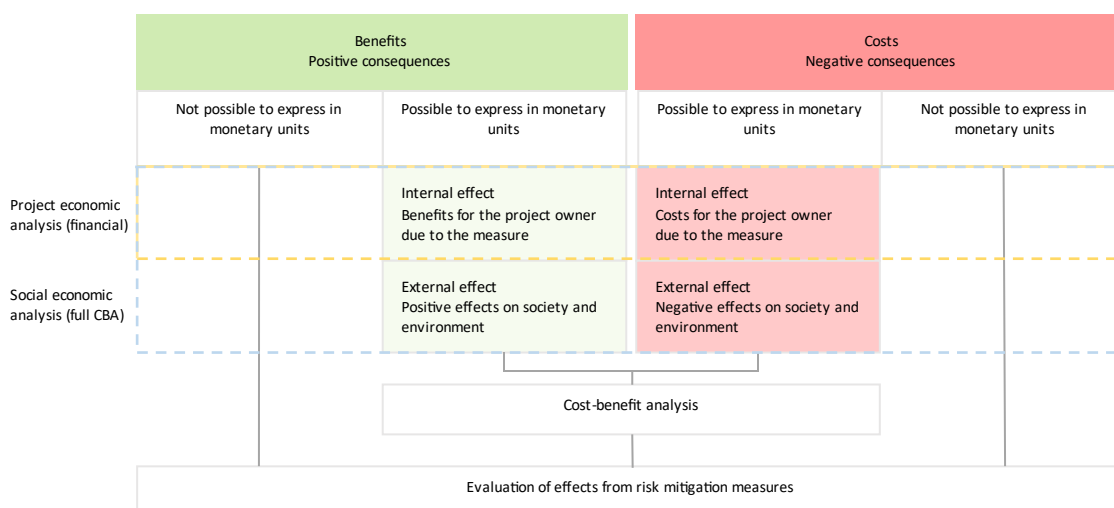 Benefits
Positive consequences
Costs
Negative consequences
Not possible to express in
monetary units
Possible to express in monetary
units
Possible to express in monetary
units
Not possible to express in
monetary units
Project economic
analysis (financial)
Internal effect
Benefits for the project owner
due to the measure
Internal effect
Costs for the project owner
due to the measure
Social economic
analysis (full CBA)
External effect
Positive effects on society and
environment
External effect
Negative effects on society and
environment
Cost-benefit analysis
Evaluation of effects from risk mitigation measures